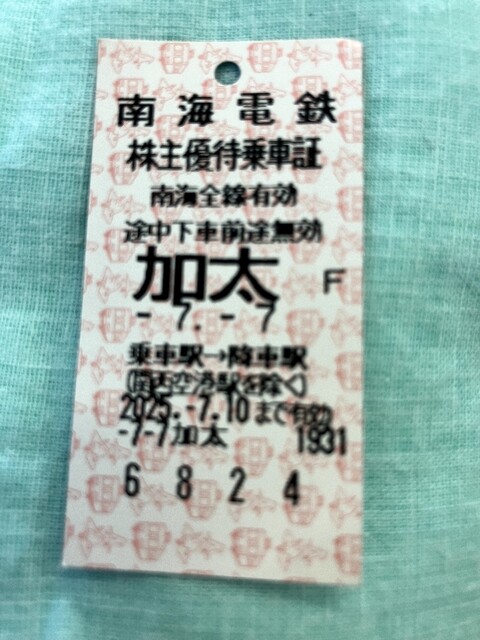 南海電鉄
株主優待乗車証
南海全線有効
途中下車前途無効
加太 F
-7.-7
乗車駅→降車駅
(関西空港駅を除く)
2025.-7.10まで有効
-7-7加太 1931
6824